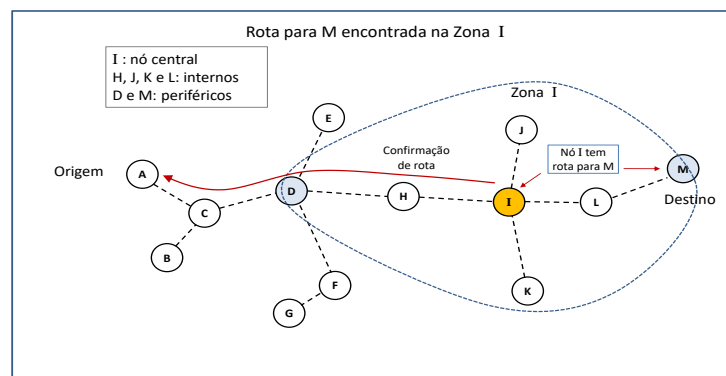 Rota para M encontrada na Zona I
I : nó central
H, J, K e L: internos
D e M: periféricos
Zona I
E
J
Confirmação
de rota
Nó I tem
rota para M
Origem
A
M
D
H
I
L
Destino
C
B
F
K
G